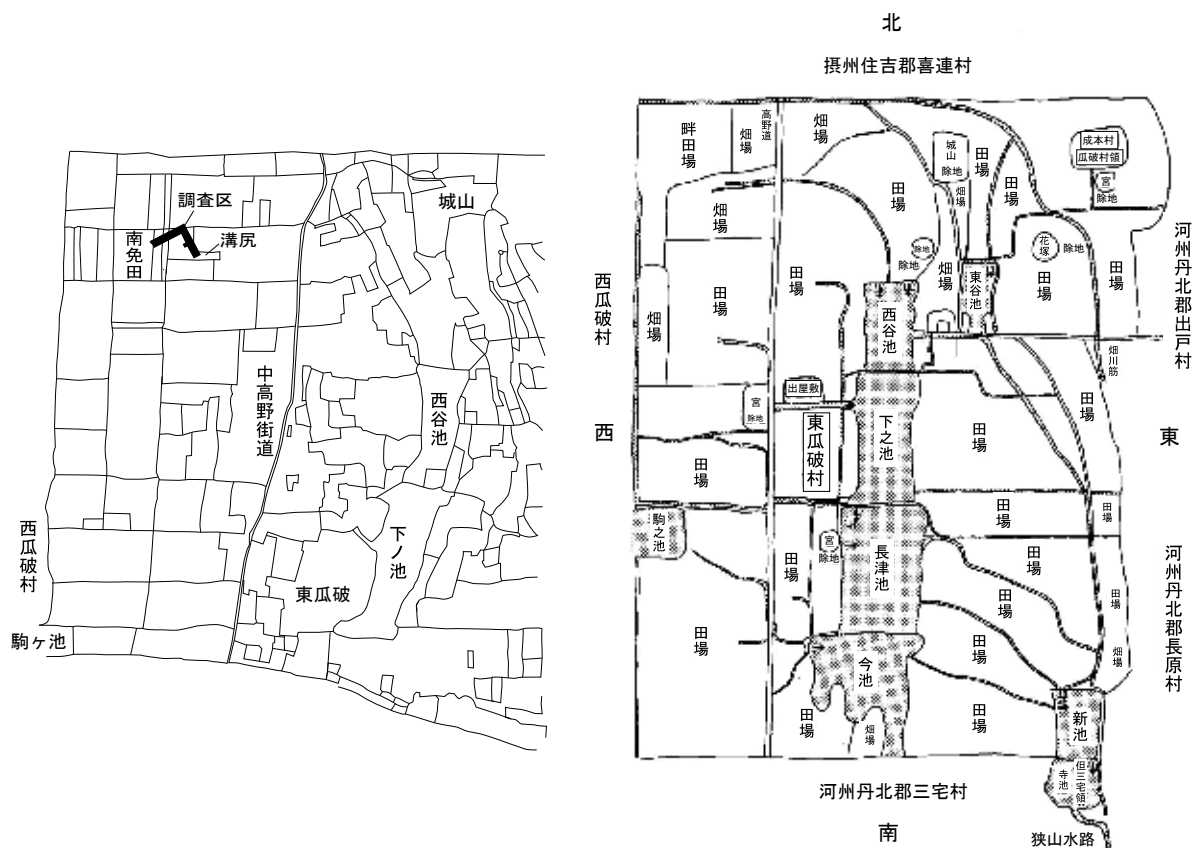 城山
調査区
溝尻
南免田
中高野街道
西谷池
下ノ池
西瓜破村
東瓜破
駒ヶ池
北
摂州住吉郡喜連村
高野道
畔田場
畑場
畑場
城山
除地
田場
成本村
瓜破村領
宮
除地
田場
田場
畑場
畑場
除地
除地
花塚
除地
河州丹北郡出戸村
西瓜破村
田場
田場
畑場
東谷池
田場
田場
畑場
西谷池
畑川筋
出屋敷
宮
除地
田場
西
東瓜破村
下之池
田場
東
田場
駒之池
田場
田場
宮
除地
長津池
田場
田場
河州丹北郡長原村
田場
田場
田場
田場
畑場
今池
田場
畑場
田場
新池
寺池
但三宅領
河州丹北郡三宅村
南
狭山水路